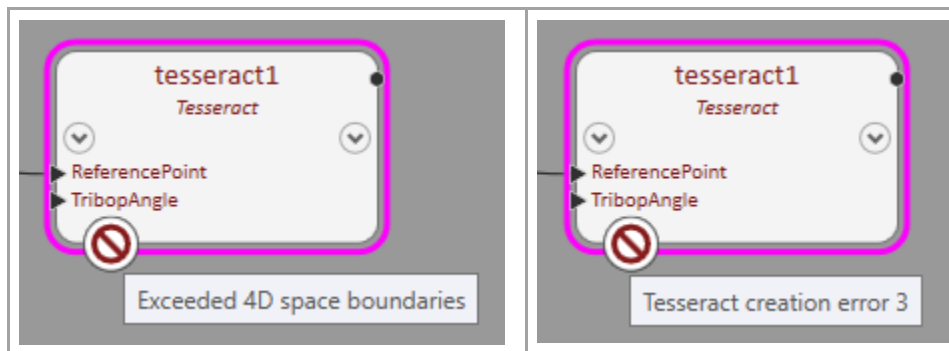 tesseract1
Tesseract
ReferencePoint
TribopAngle
Exceeded 4D space boundaries
tesseract1
Tesseract
ReferencePoint
TribopAngle
Tesseract creation error 3